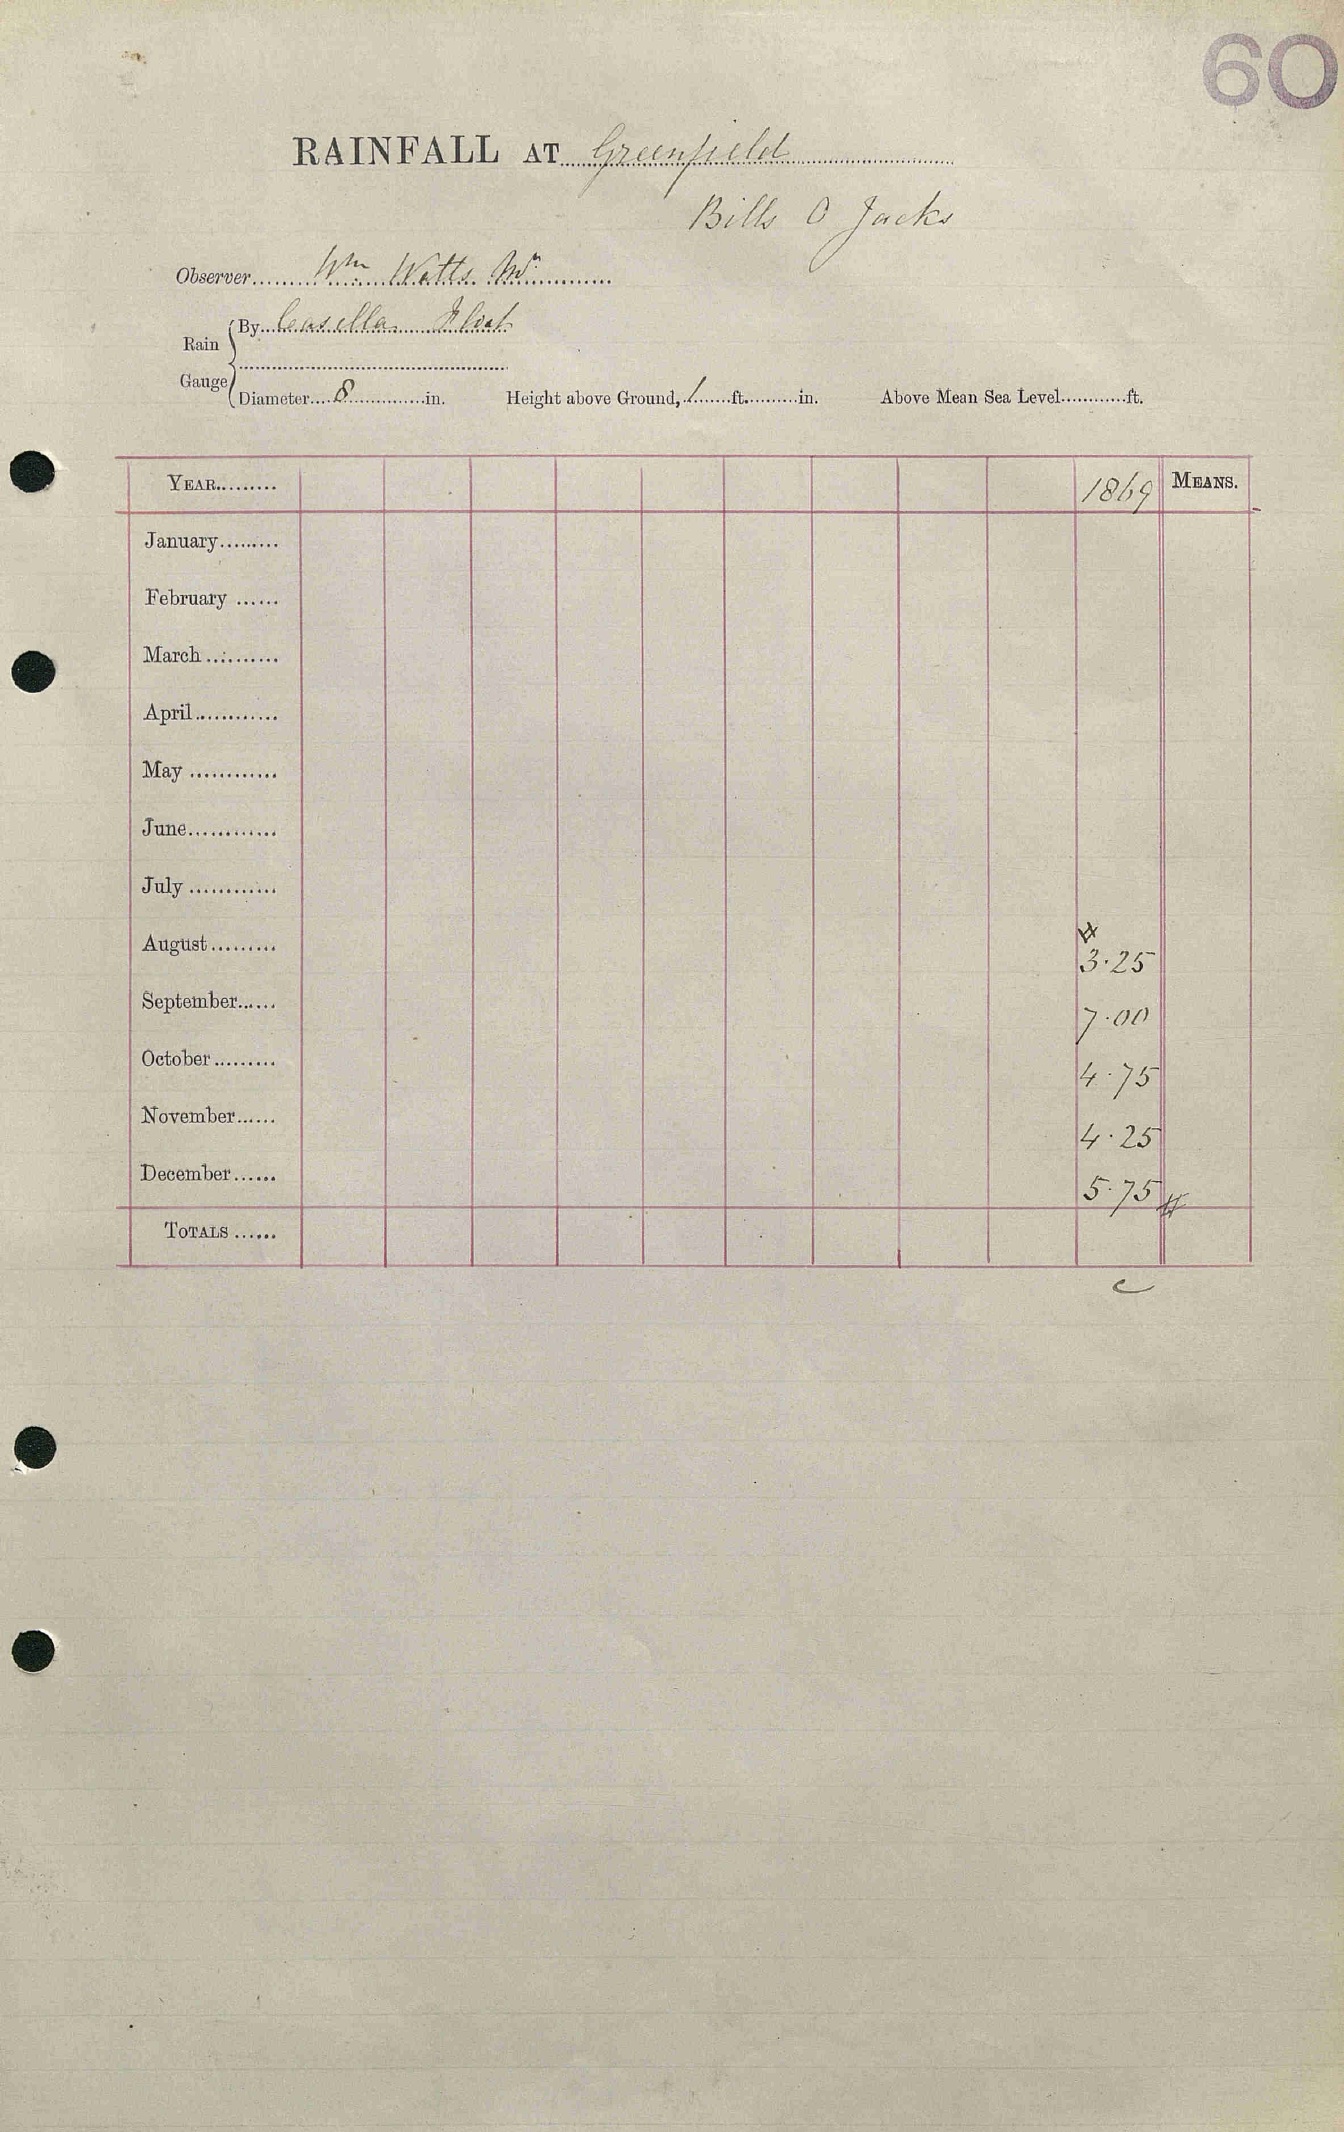 60
RAINFALL AT Greenfield
Bills O Jacks
Observer Wm Watts
Rain Gauge By Casella Float
Diameter 8 in. Height above Ground, 1 ft. in. Above Mean Sea Level ft.
YEAR 1869 MEANS.
January
February
March
April
May
June
July
August 3.25
September 7.00
October 4.75
November 4.25
December 5.75
TOTALS
c